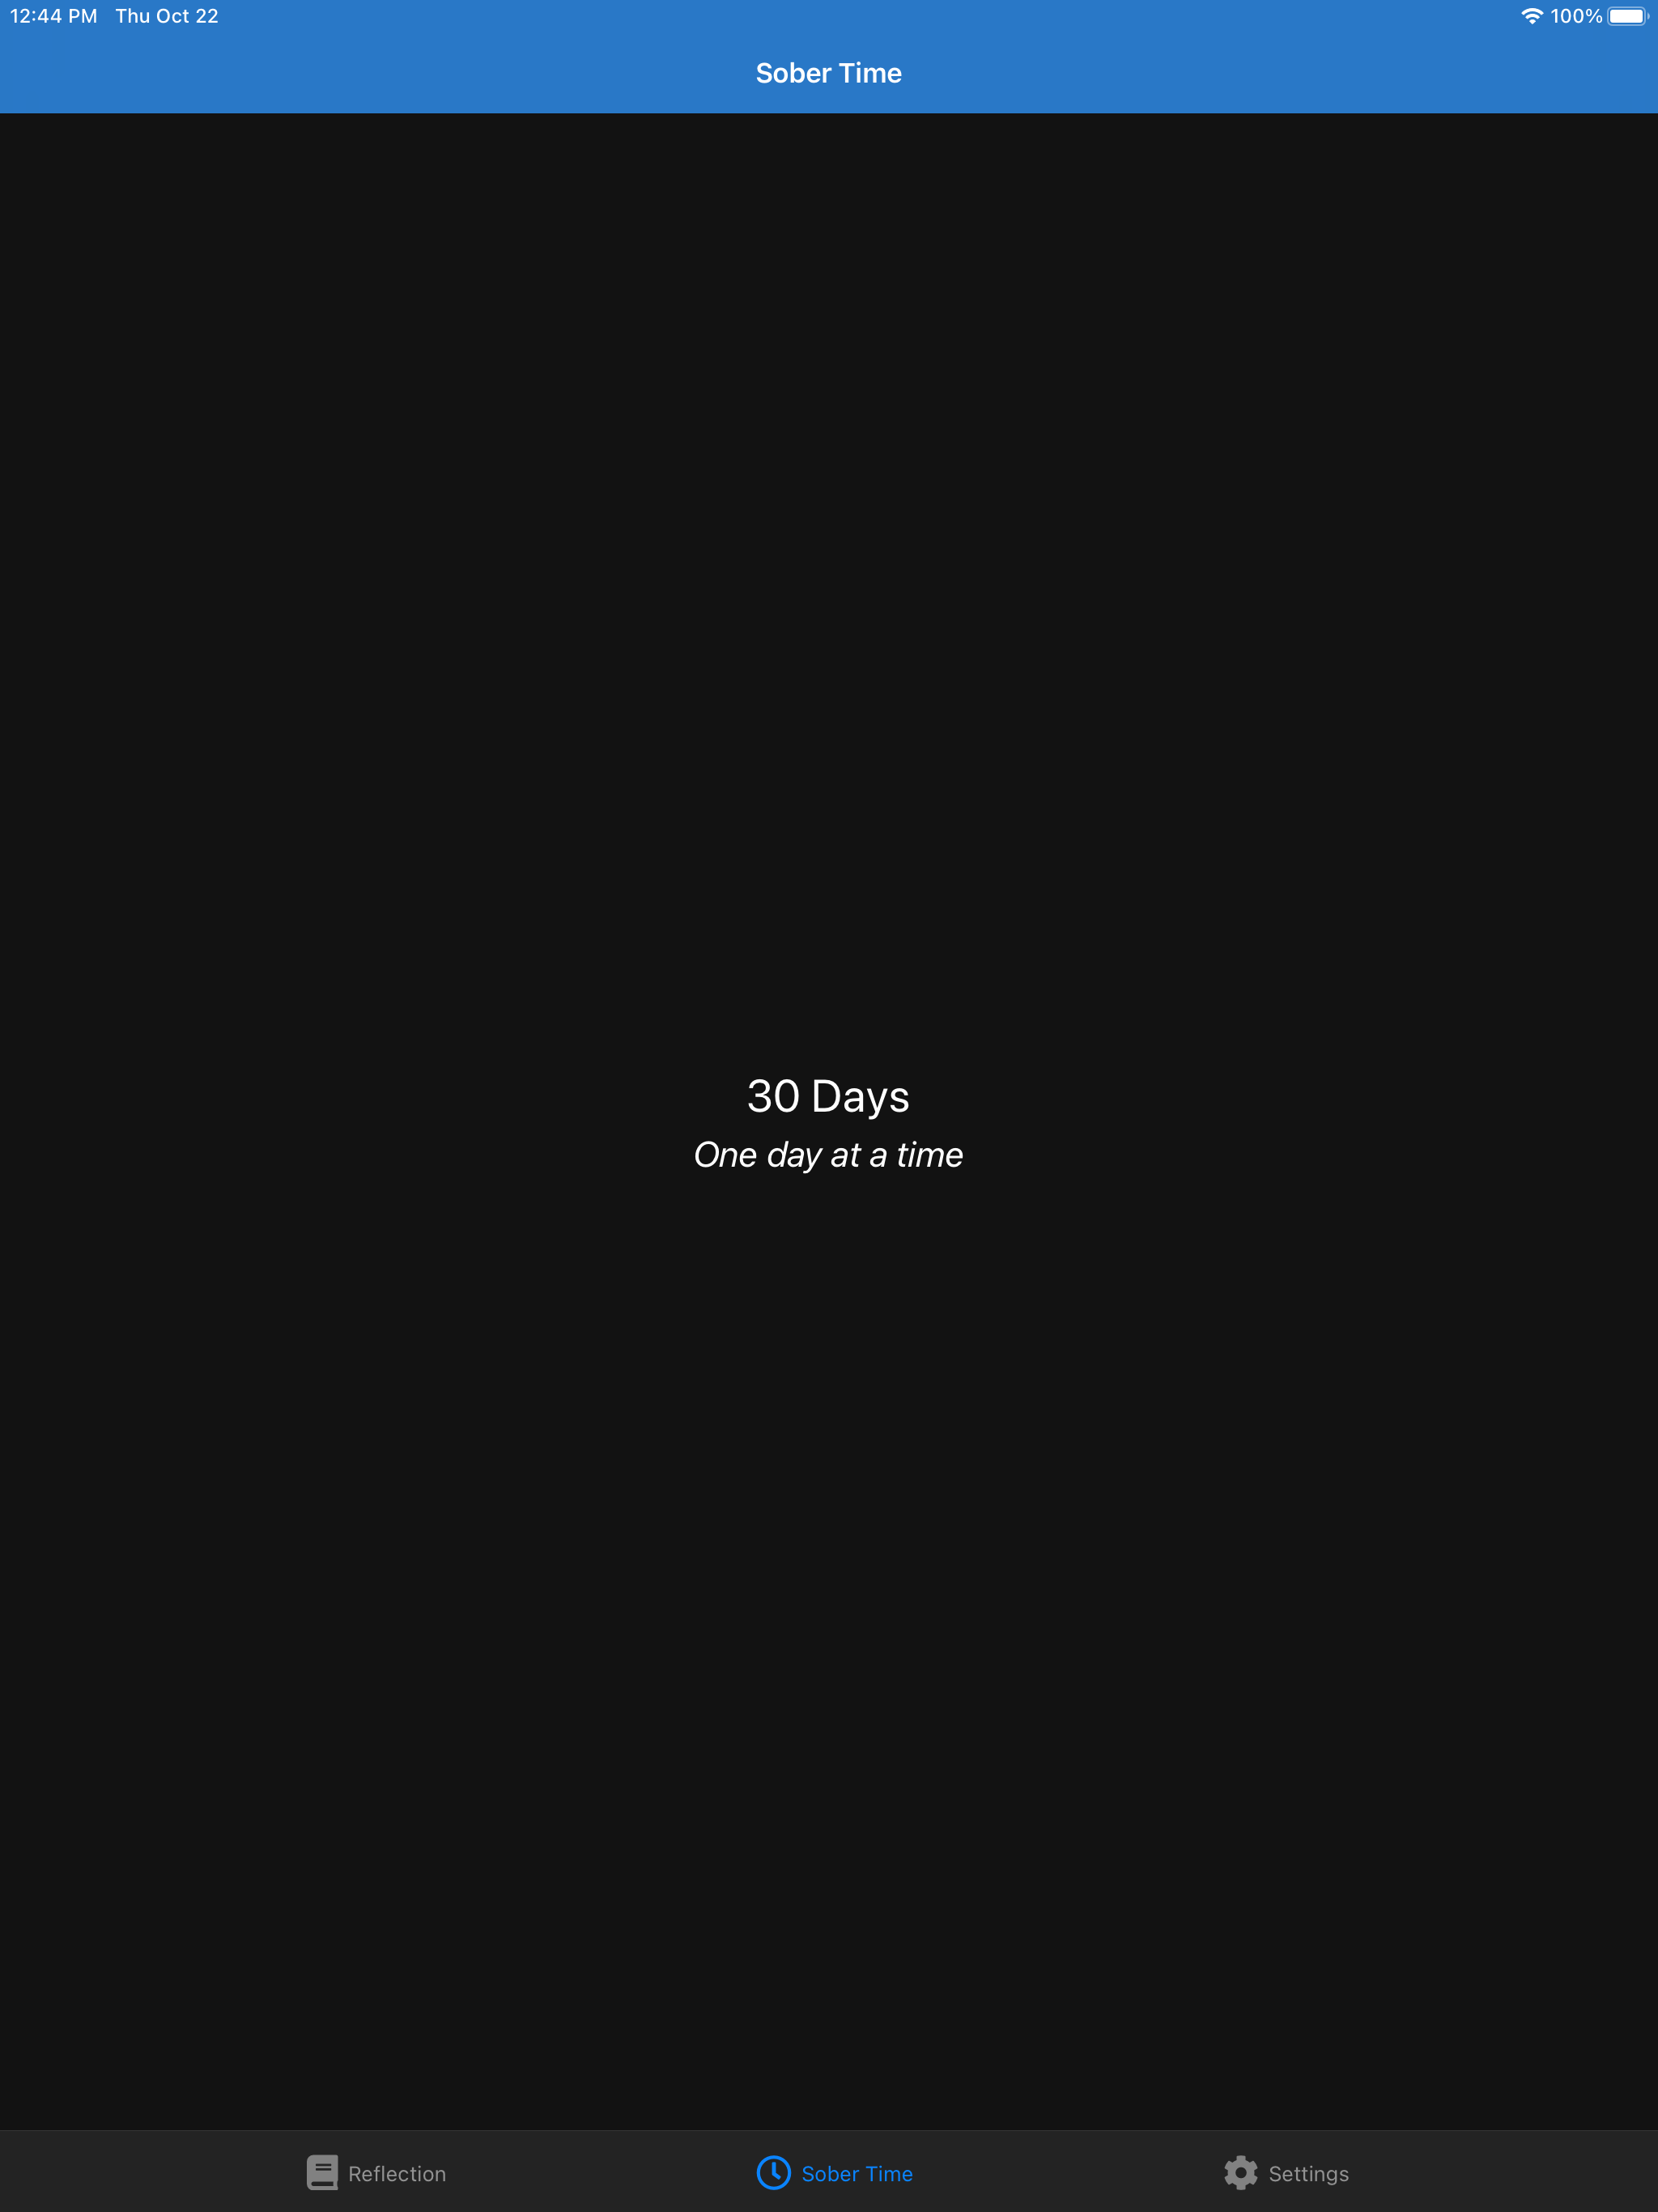 12:44 PM Thu Oct 22 100%
Sober Time
30 Days
One day at a time
Reflection Sober Time Settings